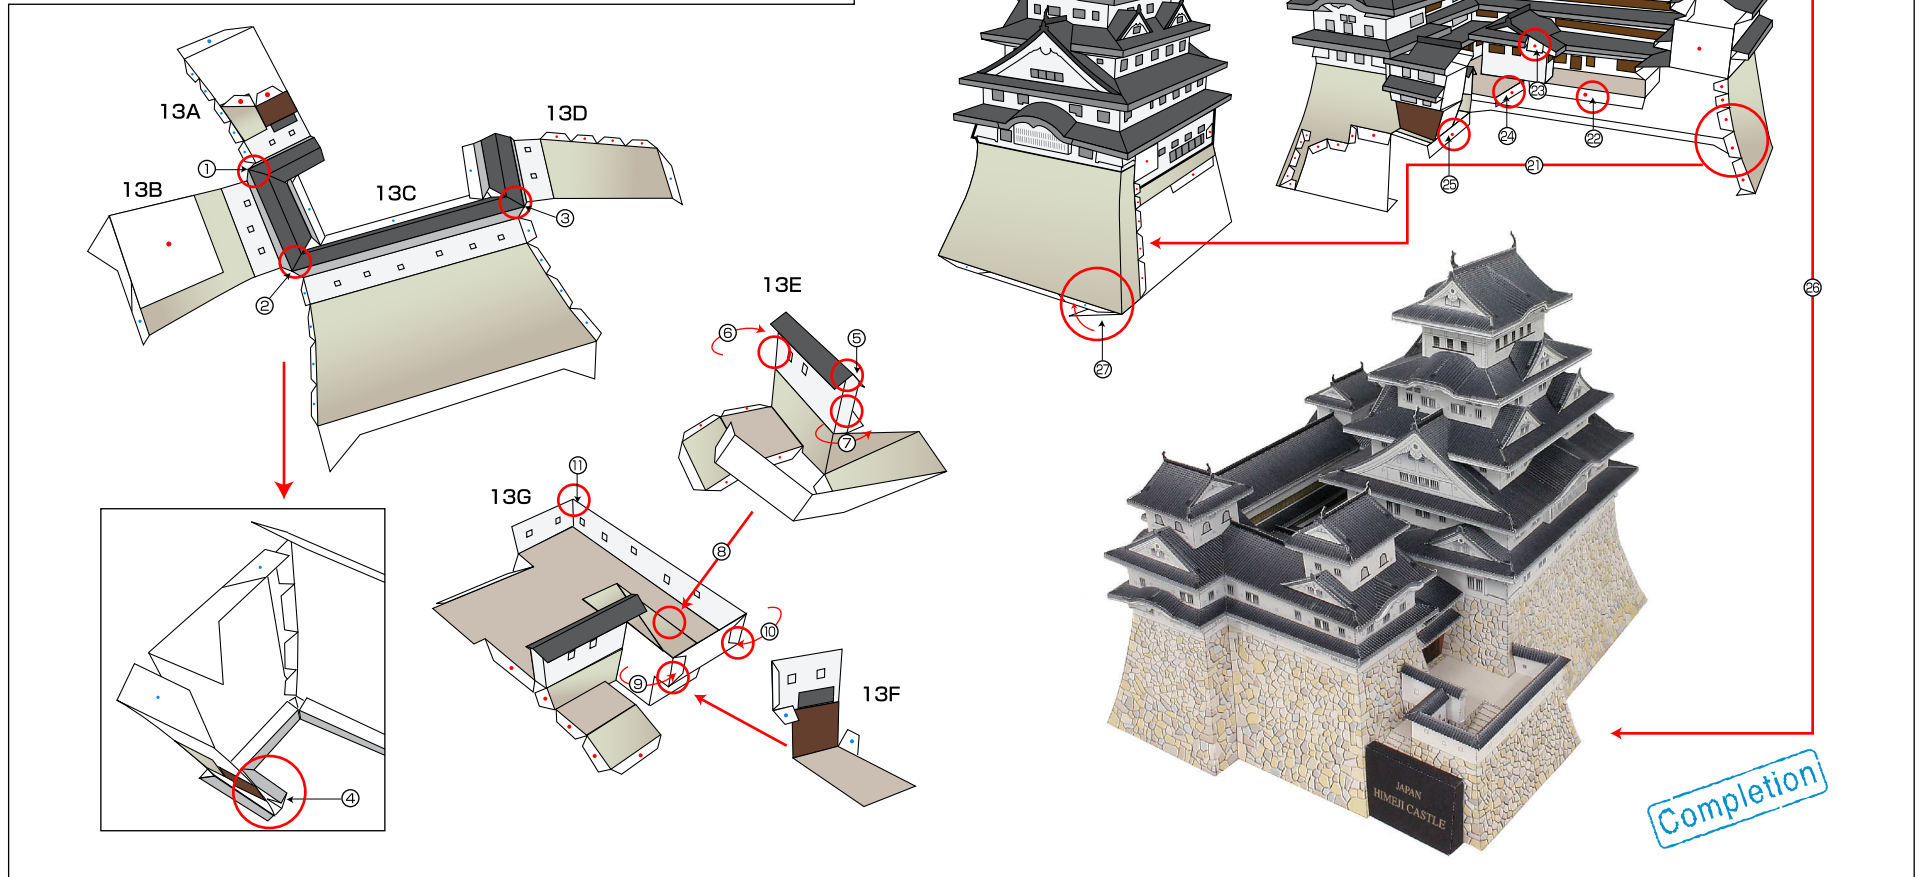 13A
13B
13C
13D
①
②
③
④
13E
⑤
⑥
⑦
⑧
13G
⑪
⑨
⑩
13F
㉓
㉔
㉒
㉕
㉑
㉖
㉗
JAPAN
HIMEJI CASTLE
Completion